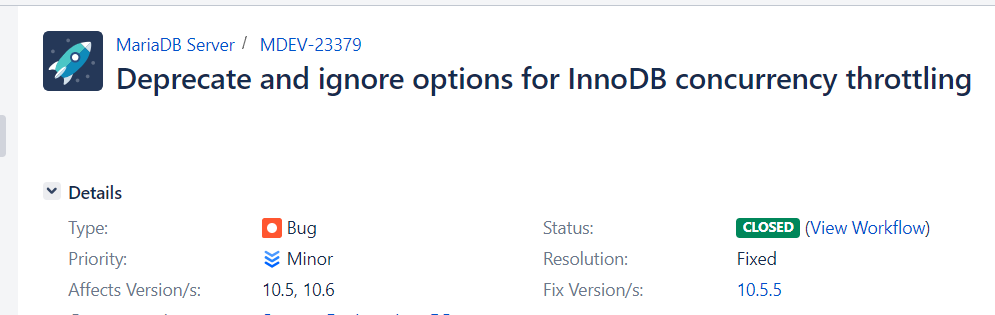 MariaDB Server / MDEV-23379
Deprecate and ignore options for InnoDB concurrency throttling
Details
Type: Bug Status: CLOSED (View Workflow)
Priority: Minor Resolution: Fixed
Affects Version/s: 10.5, 10.6 Fix Version/s: 10.5.5